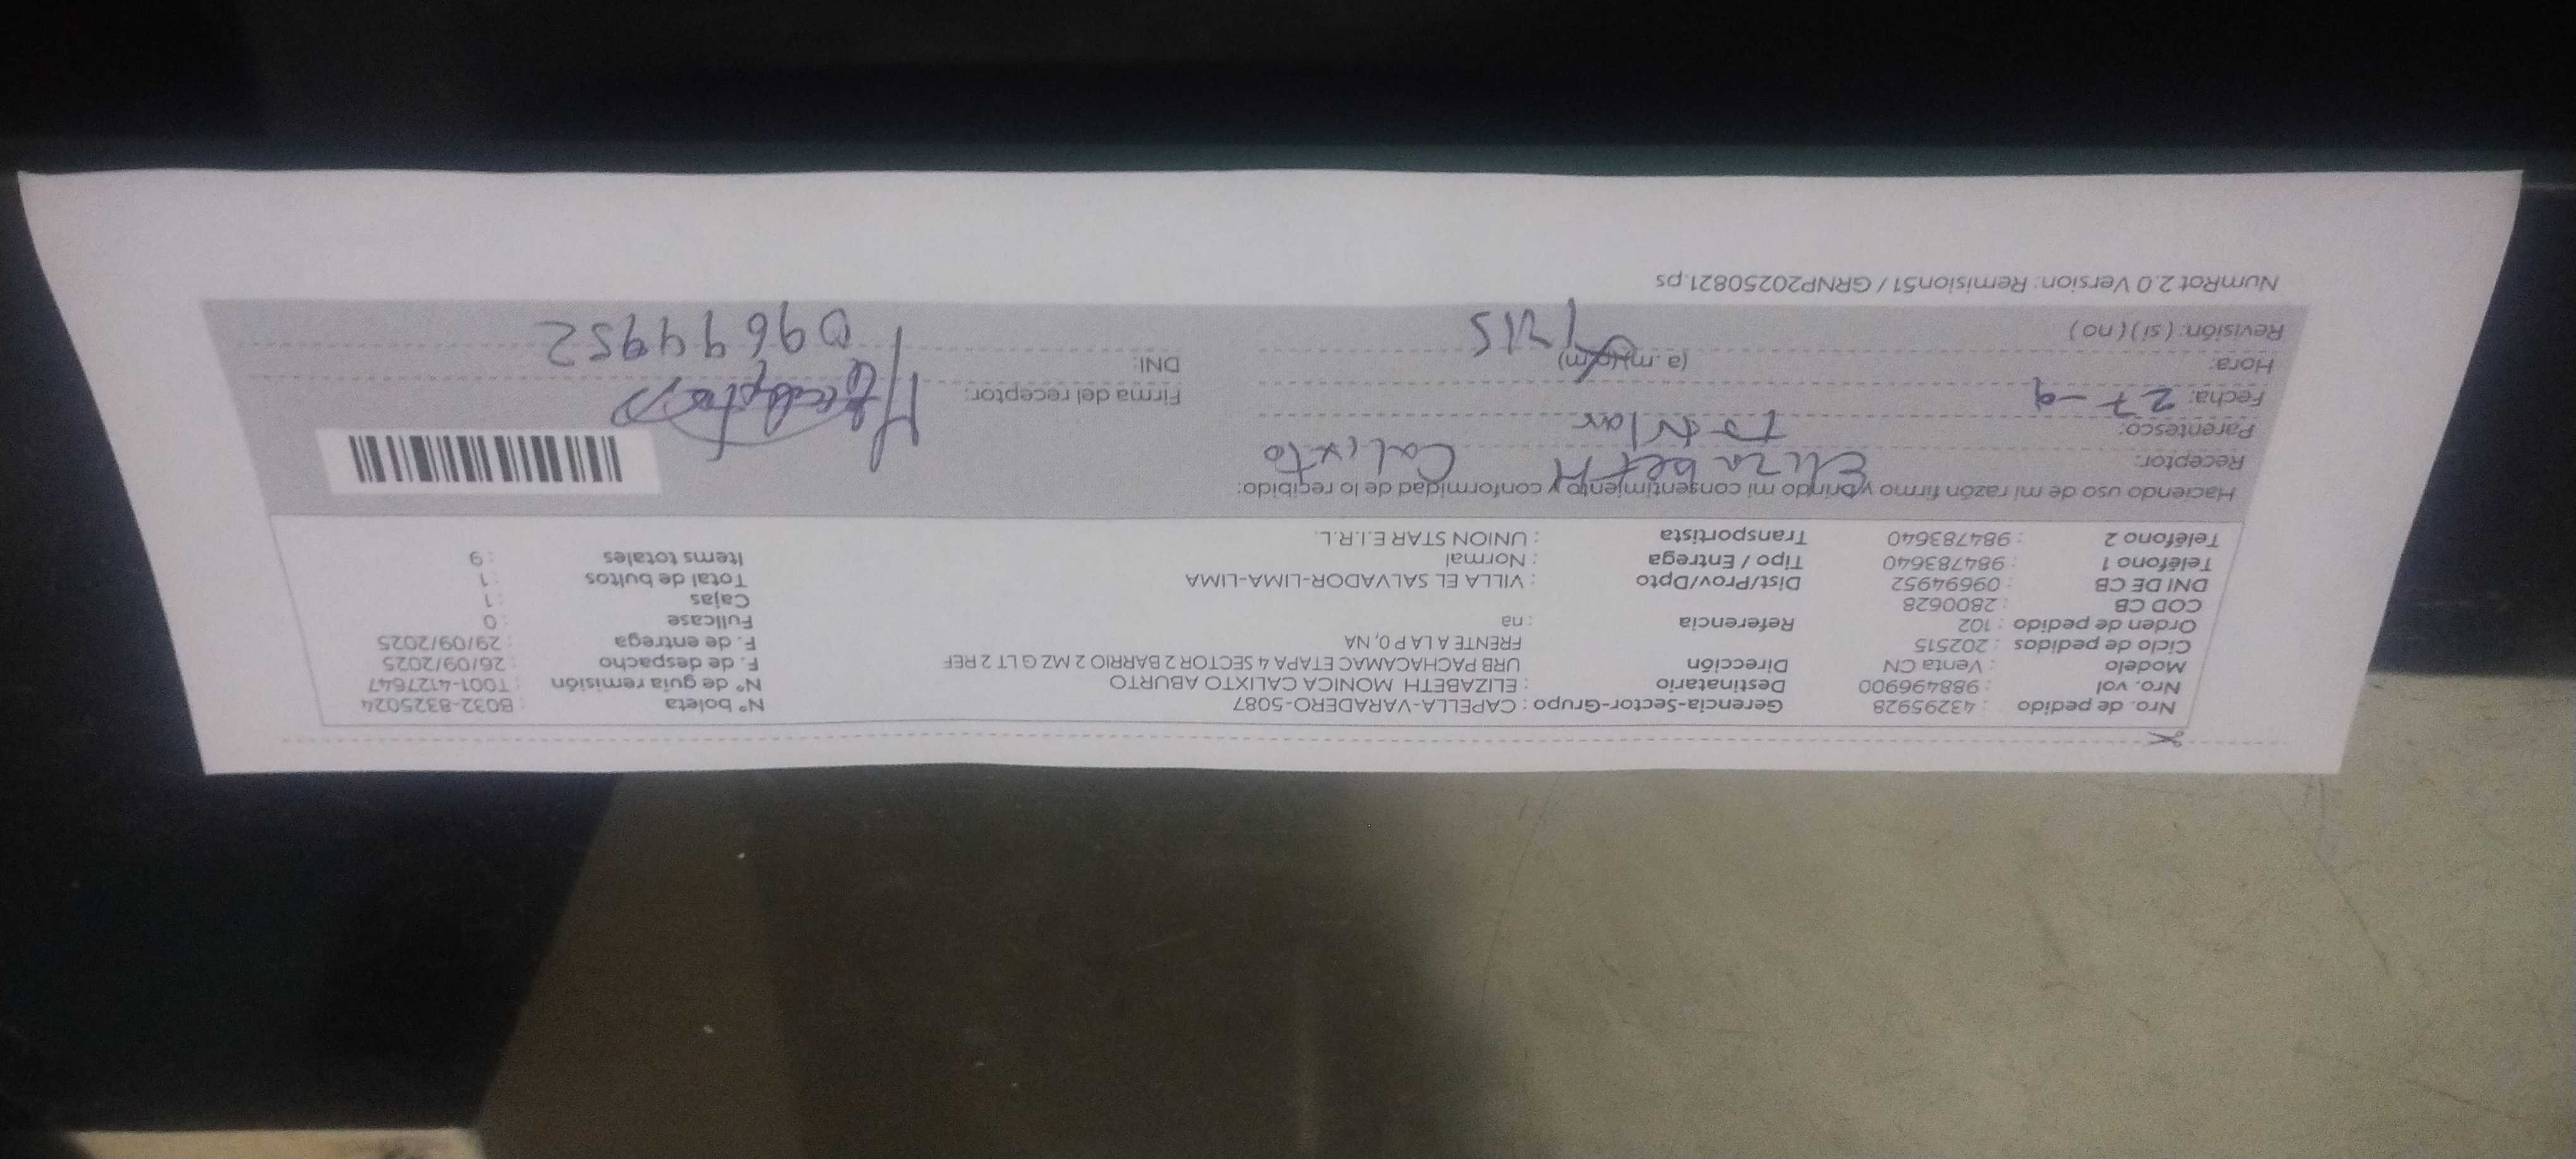 Nro. de pedido : 43295928 Gerencia-Sector-Grupo : CAPELLA-VARADERO-5087 N° boleta : B032-8325024
Nro. vol : 988496900 Destinatario : ELIZABETH MONICA CALIXTO ABURTO N° de guia remisión : T001-4127647
Modelo : Venta CN Dirección URB PACHACAMAC ETAPA 4 SECTOR 2 BARRIO 2 MZ G LT 2 REF F. de despacho : 26/09/2025
Ciclo de pedidos : 202515 FRENTE A LA P 0, NA F. de entrega : 29/09/2025
Orden de pedido : 102 Referencia : na Fullcase : 0
COD CB : 2800628 Cajas : 1
DNI DE CB : 09694952 Dist/Prov/Dpto : VILLA EL SALVADOR-LIMA-LIMA Total de bultos : 1
Teléfono 1 : 984783640 Tipo / Entrega : Normal Items totales : 9
Teléfono 2 : 984783640 Transportista : UNION STAR E.I.R.L.
Haciendo uso de mi razón firmo y brindo mi consentimiento y conformidad de lo recibido:
Receptor: Elizabeth Calixto
Parentesco: titular
Fecha: 27-9 Firma del receptor:
Hora: (a. m)(p.m) DNI: 09694952
Revisión: ( si ) ( no )
NumRot 2.0 Version: Remision51 / GRNP20250821.ps